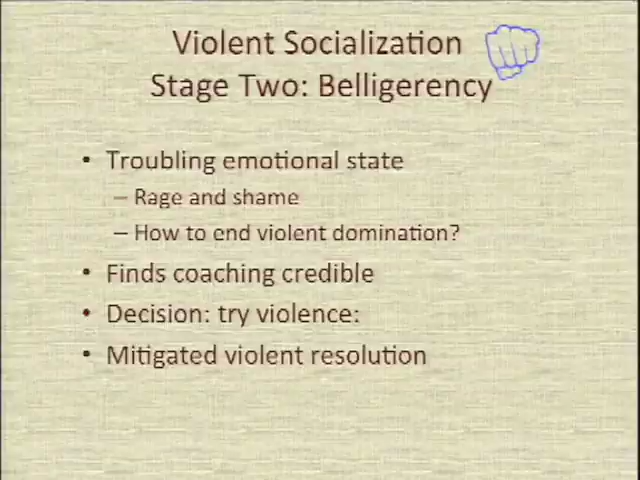 Violent Socialization
Stage Two: Belligerency
• Troubling emotional state
– Rage and shame
– How to end violent domination?
• Finds coaching credible
• Decision: try violence:
• Mitigated violent resolution